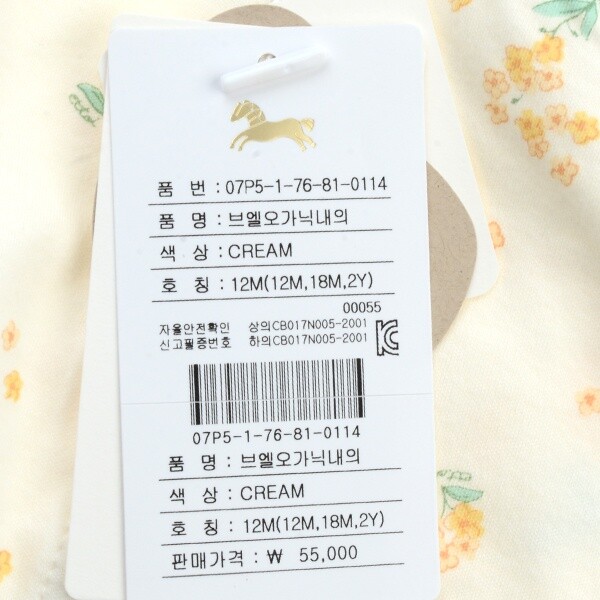 품 번 : 07P5-1-76-81-0114
품 명 : 브엘오가닉내의
색 상 : CREAM
호 칭 : 12M(12M,18M,2Y)
00055
자율안전확인 상의CB017N005-2001
신고필증번호 하의CB017N005-2001
07P5-1-76-81-0114
품 명 : 브엘오가닉내의
색 상 : CREAM
호 칭 : 12M(12M,18M,2Y)
판매가격 : ₩ 55,000